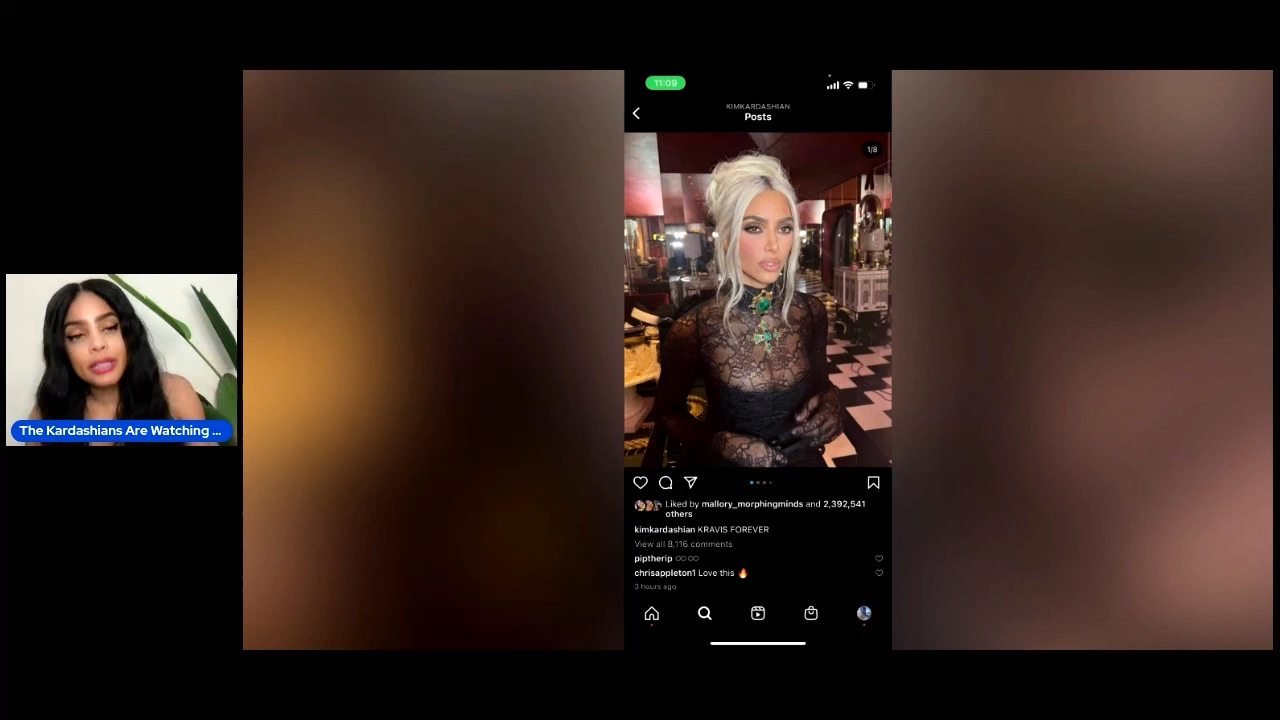 11:09
KIMKARDASHIAN
Posts
1/8
The Kardashians Are Watching ...
Liked by mallory_morphingminds and 2,392,541
others
kimkardashian KRAVIS FOREVER
View all 8,116 comments
piptherip
chrisappleton1 Love this 🔥
3 hours ago